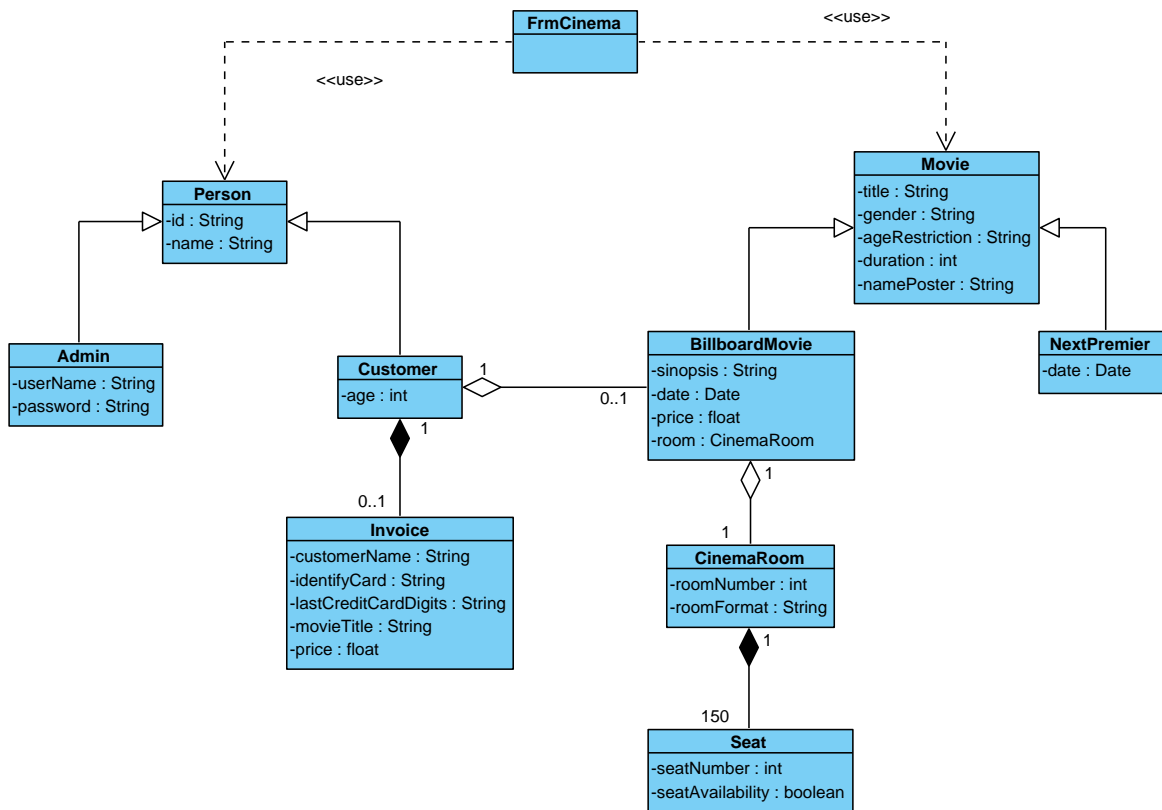 FrmCinema
<<use>>
<<use>>
Person
-id : String
-name : String
Movie
-title : String
-gender : String
-ageRestriction : String
-duration : int
-namePoster : String
Admin
-userName : String
-password : String
Customer
-age : int
1
0..1
1
0..1
BillboardMovie
-sinopsis : String
-date : Date
-price : float
-room : CinemaRoom
NextPremier
-date : Date
1
1
Invoice
-customerName : String
-identifyCard : String
-lastCreditCardDigits : String
-movieTitle : String
-price : float
CinemaRoom
-roomNumber : int
-roomFormat : String
1
150
Seat
-seatNumber : int
-seatAvailability : boolean